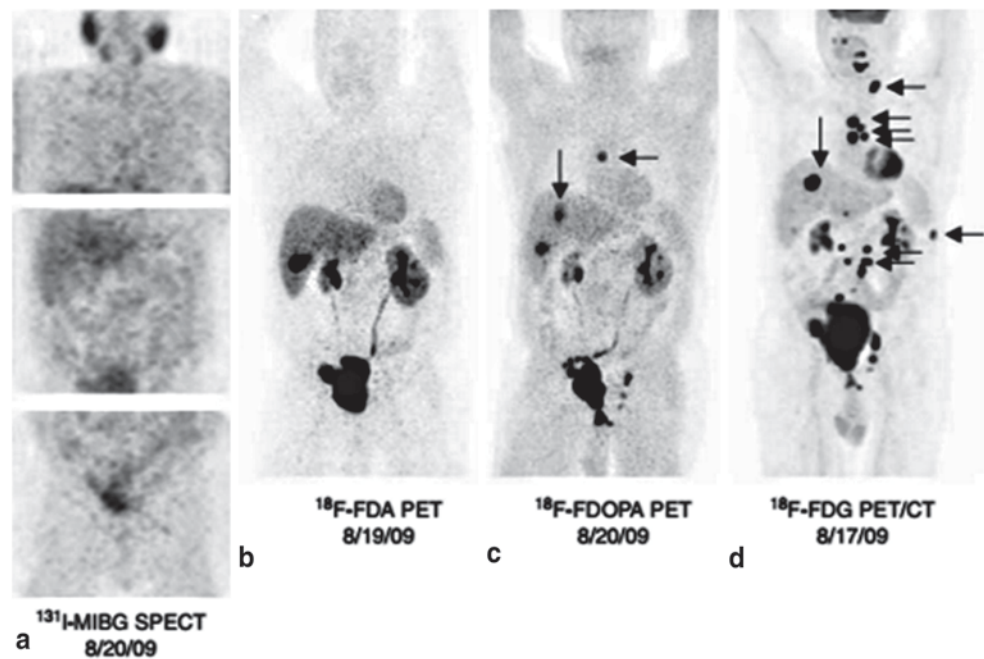 ¹⁸F-FDA PET
8/19/09
b
¹⁸F-FDOPA PET
8/20/09
c
¹⁸F-FDG PET/CT
8/17/09
d
¹³¹I-MIBG SPECT
8/20/09
a